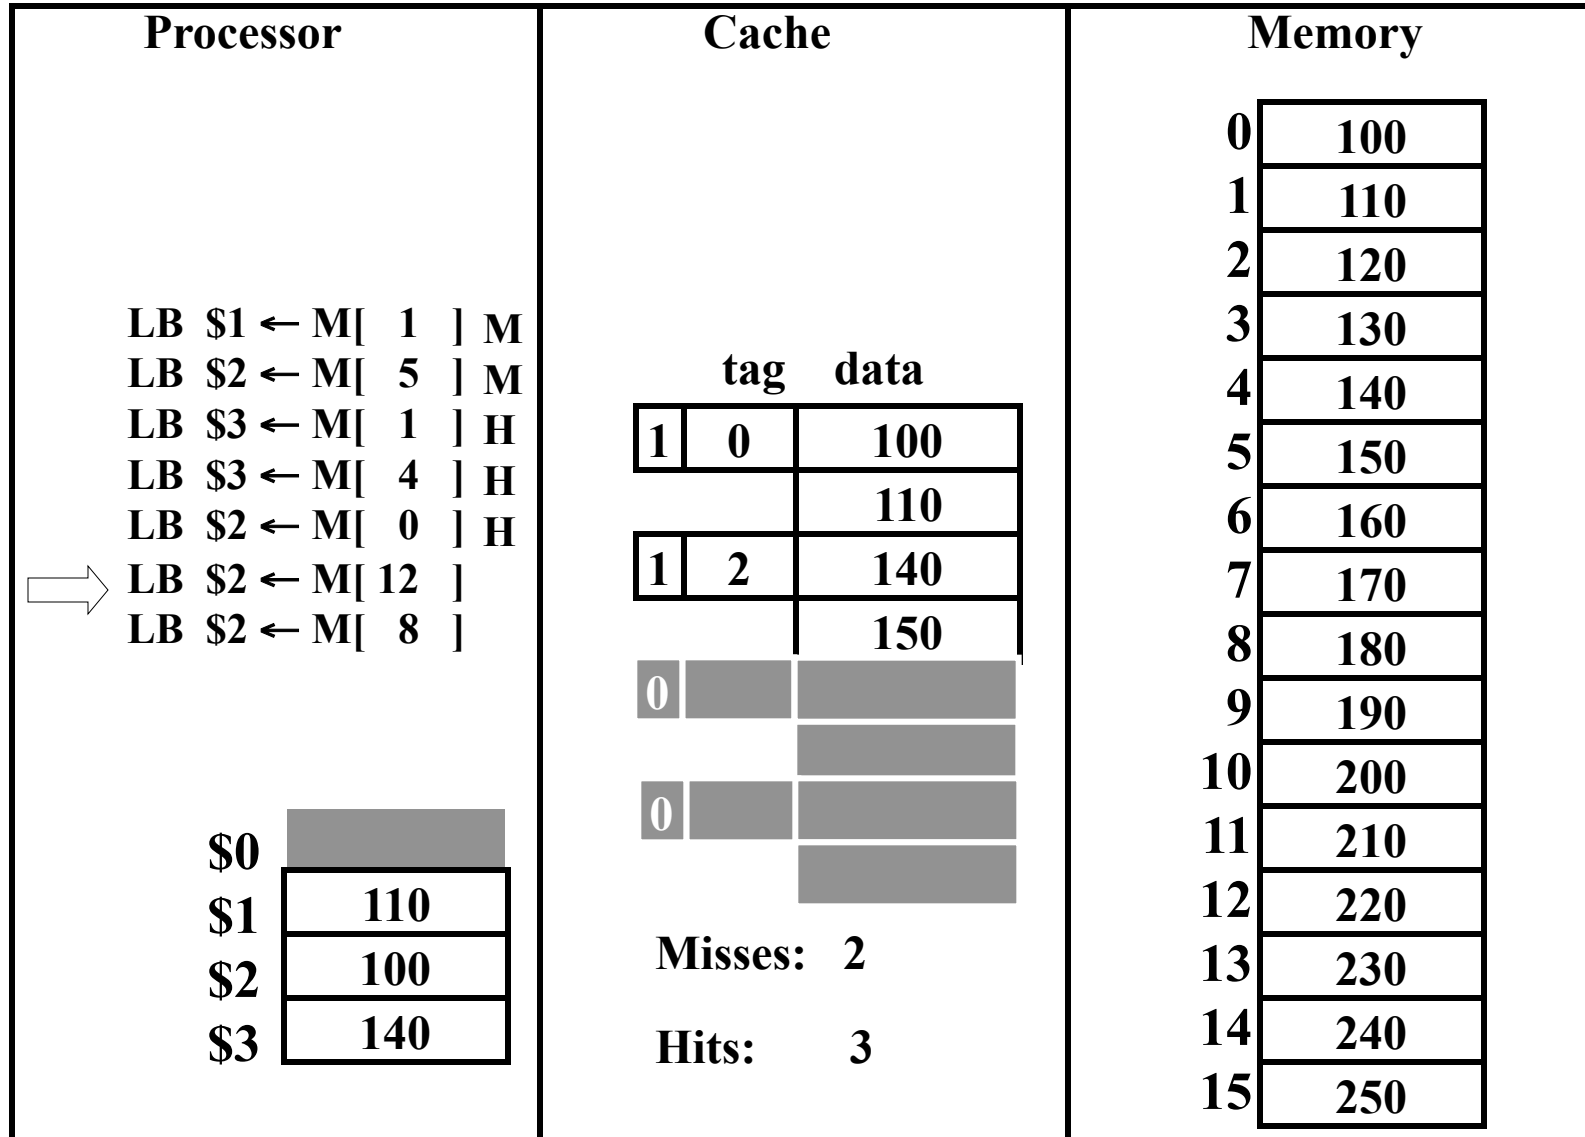 Processor
LB $1 ← M[ 1 ] M
LB $2 ← M[ 5 ] M
LB $3 ← M[ 1 ] H
LB $3 ← M[ 4 ] H
LB $2 ← M[ 0 ] H
LB $2 ← M[ 12 ]
LB $2 ← M[ 8 ]
$0
$1 110
$2 100
$3 140
Cache
tag data
1 0 100
110
1 2 140
150
0
0
Misses: 2
Hits: 3
Memory
0 100
1 110
2 120
3 130
4 140
5 150
6 160
7 170
8 180
9 190
10 200
11 210
12 220
13 230
14 240
15 250